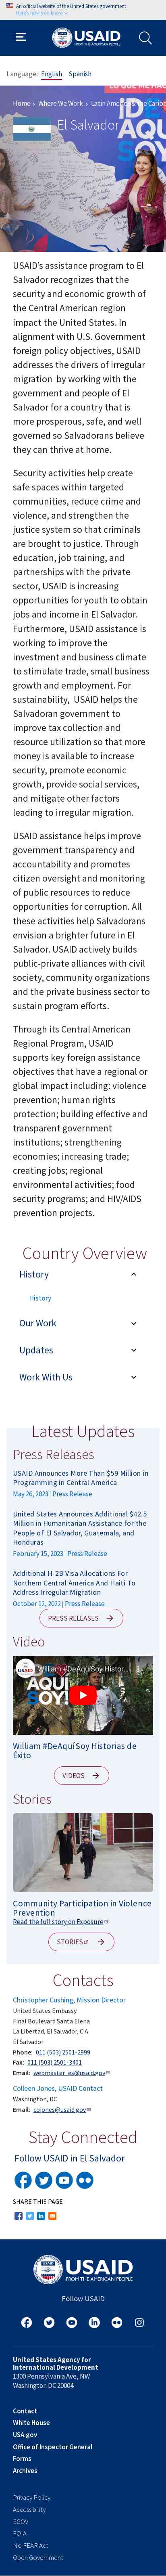 An official website of the United States government
Here's how you know
USAID
FROM THE AMERICAN PEOPLE
Language: English Spanish
LO QUE ME HACE
Home › Where We Work › Latin America
El Salvador
USAID's assistance program to El
Salvador recognizes that the
security and economic growth of
the Central American region
impact the United States. In
alignment with U.S. Government
foreign policy objectives, USAID
addresses the drivers of irregular
migration by working with the
government and people of El
Salvador for a country that is
more prosperous, safe, and well
governed so Salvadorans believe
they can thrive at home.
Security activities help create
safe spaces within targeted
communities, reduce crime and
violence, and strengthen the
justice system so that criminals
are brought to justice. Through
education, job training, and
partnerships with the private
sector, USAID is increasing
opportunities for youth to obtain
jobs and income in El Salvador.
Furthermore, USAID assistance is
working to improve the
investment and business climate
to stimulate trade, small business
growth and employment. For
sustainability, USAID helps the
Salvadoran government to
improve tax collection and
mobilization so that more
resources are available to increase
security, promote economic
growth, provide social services,
and mitigate other factors
leading to irregular migration.
USAID assistance helps improve
government transparency and
accountability. It also promotes
citizen oversight and monitoring
of public resources to reduce
opportunities for corruption. All
of these activities help Salvadorans
envision a brighter future in El
Salvador. Activities build public-
private alliances, working with
civil society, municipalities, and
the private business sector to
sustain program efforts.
Through its Central American
Regional Program, USAID
supports key foreign assistance
objectives that could have a
global or regional impact including: violence
prevention; human rights
protection; building effective and
transparent government
institutions; strengthening
economies; increasing trade;
creating jobs; regional
environmental activities; food
security programs; and HIV/AIDS
prevention projects.
Country Overview
History
History
Our Work
Updates
Work With Us
Latest Updates
Press Releases
USAID Announces More Than $59 Million in
Programming in Central America
May 26, 2023 | Press Release
United States Announces Additional $42.5
Million in Humanitarian Assistance for the
People of El Salvador, Guatemala, and
Honduras
February 15, 2023 | Press Release
Additional H-2B Visa Allocations For
Northern Central America And Haiti To
Address Irregular Migration
October 12, 2022 | Press Release
PRESS RELEASES
Video
William #DeAquíSoy Histor...
William #DeAquíSoy Historias de
Éxito
VIDEOS
Stories
Community Participation in Violence
Prevention
Read the full story on Exposure
STORIES
Contacts
Christopher Cushing, Mission Director
United States Embassy
Final Boulevard Santa Elena
La Libertad, El Salvador, C.A.
El Salvador
Phone: 011 (503) 2501-2999
Fax: 011 (503) 2501-3401
Email: webmaster_es@usaid.gov
Colleen Jones, USAID Contact
Washington, DC
Email: cojones@usaid.gov
Stay Connected
Follow USAID in El Salvador
SHARE THIS PAGE
USAID
FROM THE AMERICAN PEOPLE
Follow USAID
United States Agency for
International Development
1300 Pennsylvania Ave, NW
Washington DC 20004
Contact
White House
USA.gov
Office of Inspector General
Forms
Archives
Privacy Policy
Accessibility
EGOV
FOIA
No FEAR Act
Open Government